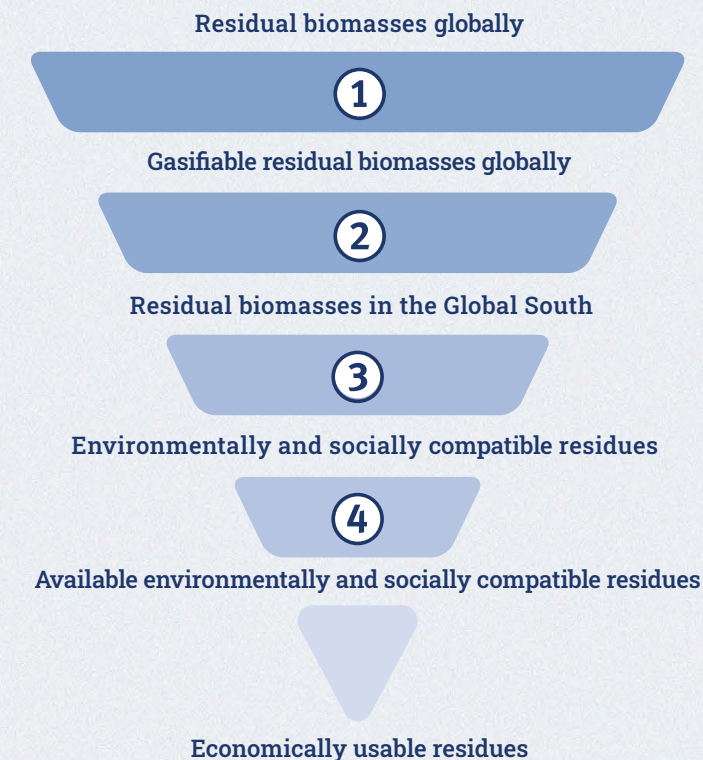 Residual biomasses globally
1
Gasifiable residual biomasses globally
2
Residual biomasses in the Global South
3
Environmentally and socially compatible residues
4
Available environmentally and socially compatible residues
Economically usable residues